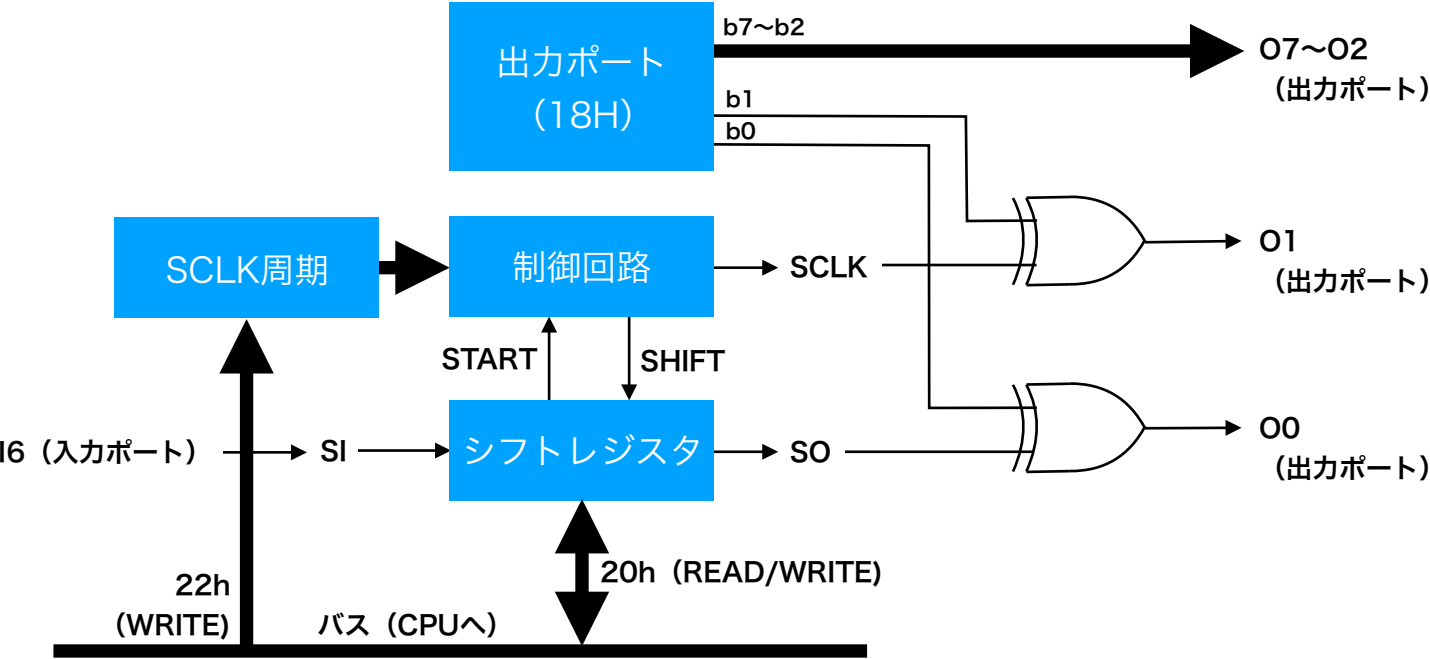 b7〜b2
出力ポート
（18H）
O7〜O2
（出力ポート）
b1
b0
SCLK周期
制御回路
SCLK
O1
（出力ポート）
START
SHIFT
I6（入力ポート）
SI
シフトレジスタ
SO
O0
（出力ポート）
22h
（WRITE）
20h（READ/WRITE）
バス（CPUへ）